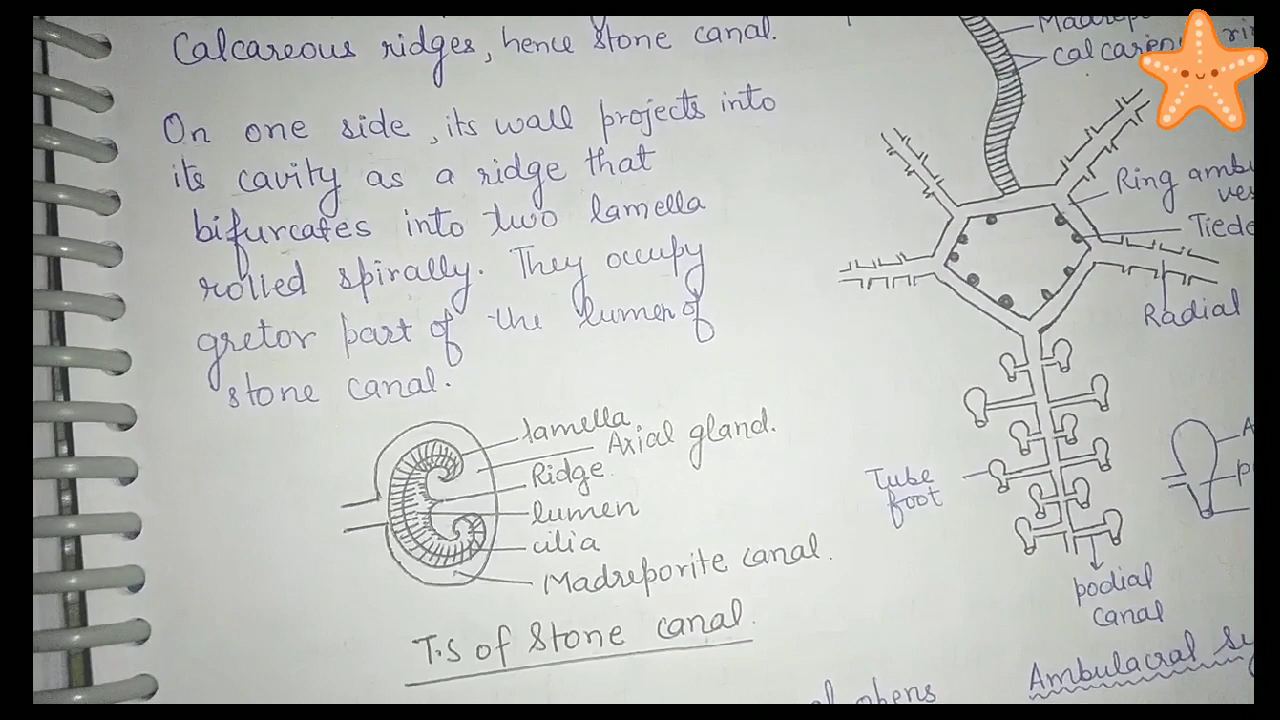 Calcareous ridges, hence Stone canal.
On one side, its wall projects into
its cavity as a ridge that
bifurcates into two lamella
rolled spirally. They occupy
gretor part of the lumen of
stone canal.
lamella
Axial gland.
Ridge
lumen
cilia
Madreporite canal.
T.S of Stone canal.
Ring
Radial
Tube
foot
podial
canal
Ambulacral
opens